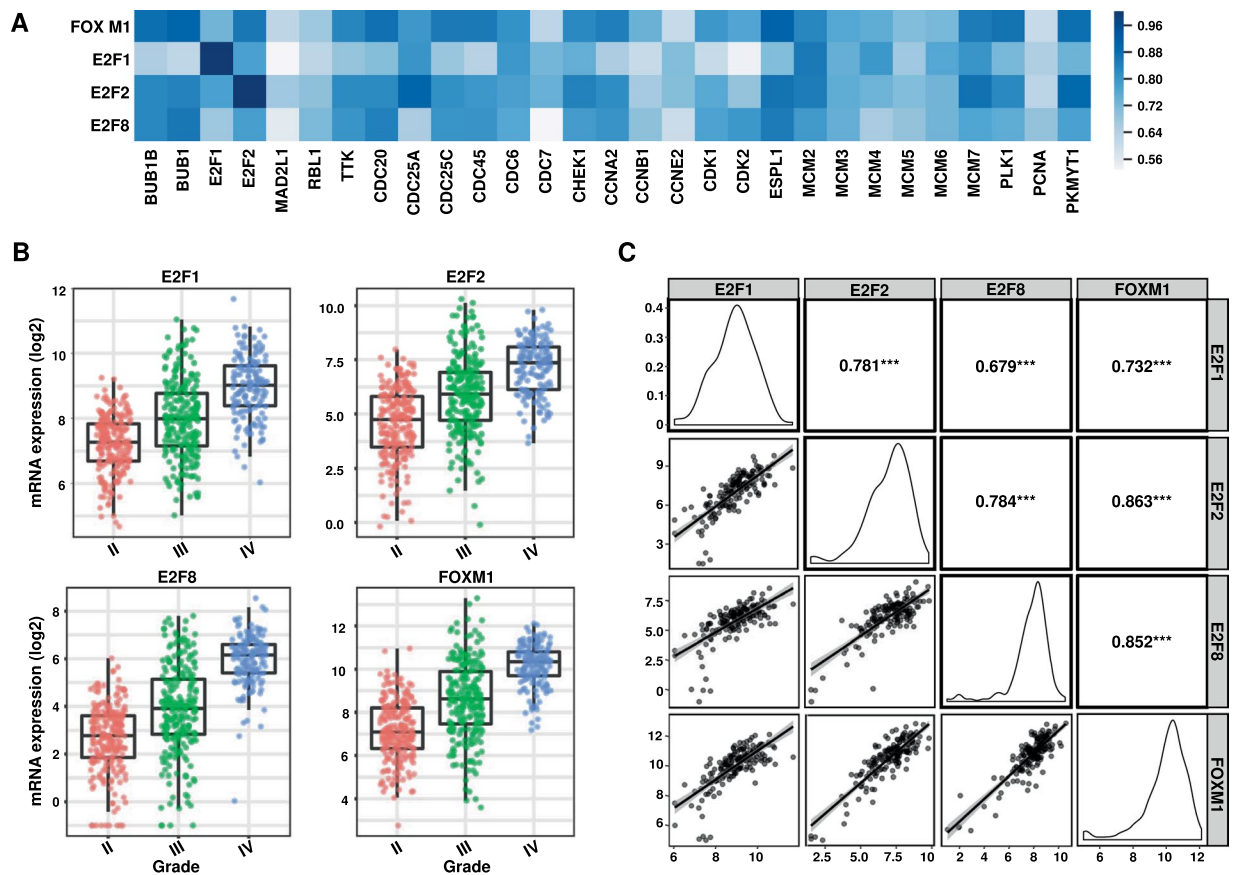 A
FOX M1
E2F1
E2F2
E2F8
0.96
0.88
0.80
0.72
0.64
0.56
BUB1B
BUB1
E2F1
E2F2
MAD2L1
RBL1
TTK
CDC20
CDC25A
CDC25C
CDC45
CDC6
CDC7
CHEK1
CCNA2
CCNB1
CCNE2
CDK1
CDK2
ESPL1
MCM2
MCM3
MCM4
MCM5
MCM6
MCM7
PLK1
PCNA
PKMYT1
B
E2F1
mRNA expression (log2)
12
10
8
6
II
III
IV
E2F2
10.0
7.5
5.0
2.5
0.0
II
III
IV
E2F8
mRNA expression (log2)
8
6
4
2
0
II
III
IV
Grade
FOXM1
12
10
8
6
4
II
III
IV
Grade
C
E2F1
E2F2
E2F8
FOXM1
0.4
0.3
0.2
0.1
0
0.781***
0.679***
0.732***
E2F1
9
6
3
0.784***
0.863***
E2F2
7.5
5.0
2.5
0
0.852***
E2F8
12
10
8
6
FOXM1
6 8 10
2.5 5.0 7.5 10
2 4 6 8 10
6 8 10 12